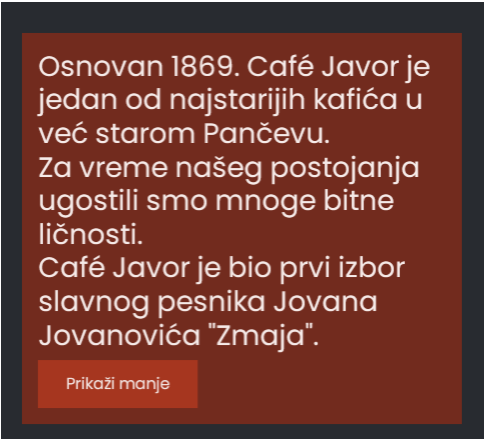 Osnovan 1869. Café Javor je
jedan od najstarijih kafića u
već starom Pančevu.
Za vreme našeg postojanja
ugostili smo mnoge bitne
ličnosti.
Café Javor je bio prvi izbor
slavnog pesnika Jovana
Jovanovića "Zmaja".
Prikaži manje